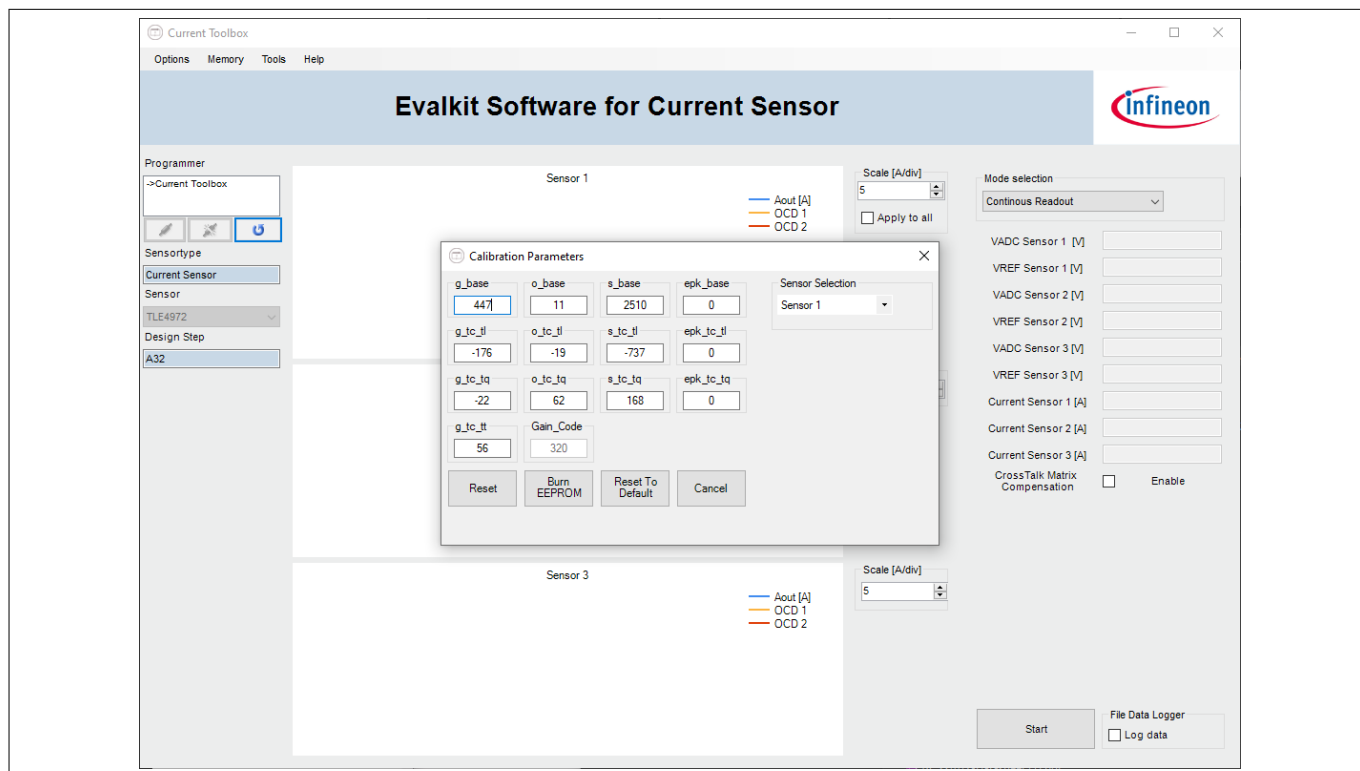 Current Toolbox
Options Memory Tools Help
Evalkit Software for Current Sensor
infineon
Programmer
->Current Toolbox
Sensortype
Current Sensor
Sensor
TLE4972
Design Step
A32
Sensor 1
Aout [A]
OCD 1
OCD 2
Scale [A/div]
5
Apply to all
Calibration Parameters
g_base o_base s_base epk_base
447 11 2510 0
g_tc_tl o_tc_tl s_tc_tl epk_tc_tl
-176 -19 -737 0
g_tc_tq o_tc_tq s_tc_tq epk_tc_tq
-22 62 168 0
g_tc_tt Gain_Code
56 320
Reset Burn EEPROM Reset To Default Cancel
Sensor Selection
Sensor 1
Sensor 3
Aout [A]
OCD 1
OCD 2
Scale [A/div]
5
Mode selection
Continous Readout
VADC Sensor 1 [V]
VREF Sensor 1 [V]
VADC Sensor 2 [V]
VREF Sensor 2 [V]
VADC Sensor 3 [V]
VREF Sensor 3 [V]
Current Sensor 1 [A]
Current Sensor 2 [A]
Current Sensor 3 [A]
CrossTalk Matrix
Compensation
Enable
Start
File Data Logger
Log data